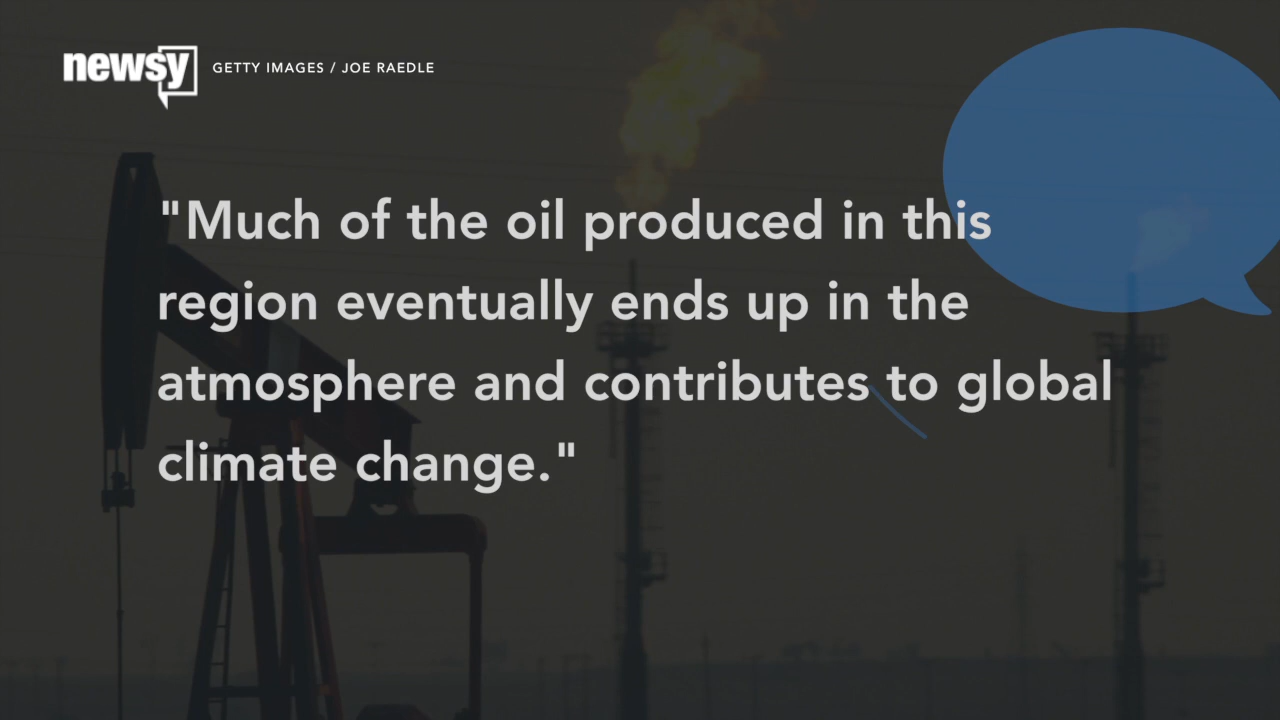 newsy GETTY IMAGES / JOE RAEDLE
"Much of the oil produced in this
region eventually ends up in the
atmosphere and contributes to global
climate change."